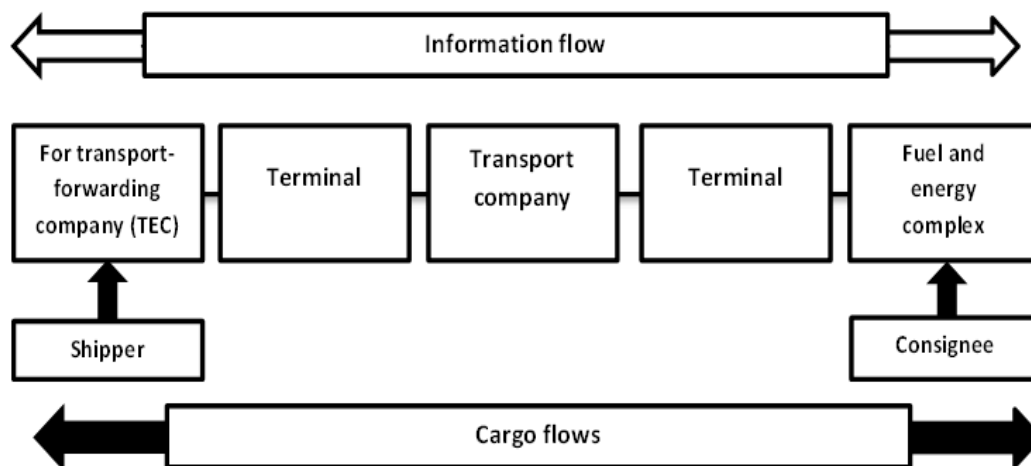 Information flow
For transport-
forwarding
company (TEC)
Terminal
Transport
company
Terminal
Fuel and
energy
complex
Shipper
Consignee
Cargo flows